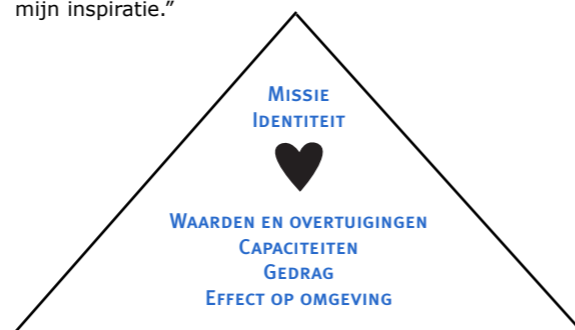 mijn inspiratie.”
Missie
Identiteit
Waarden en overtuigingen
Capaciteiten
Gedrag
Effect op omgeving